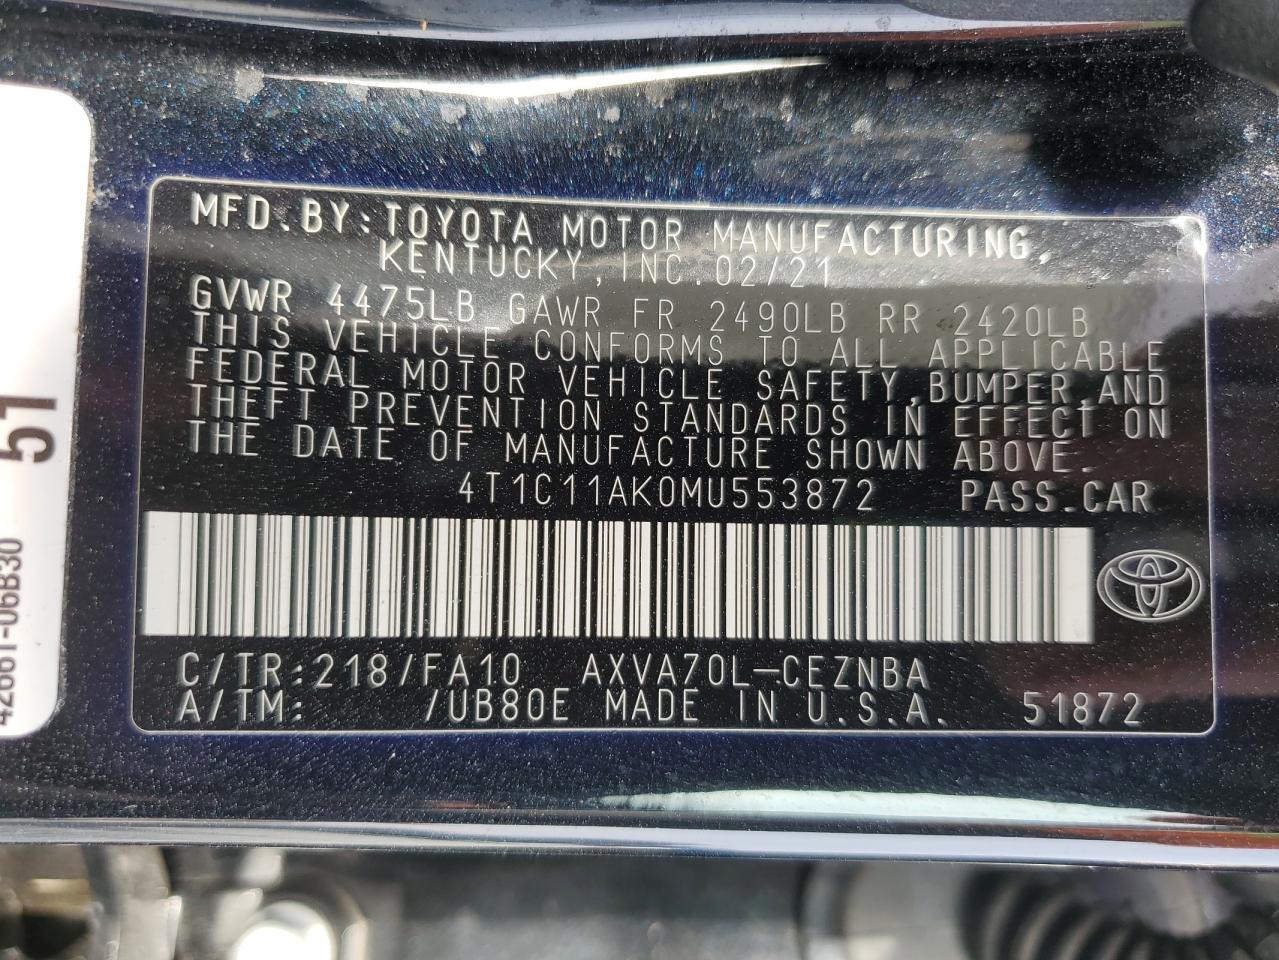 MFD.BY:TOYOTA MOTOR MANUFACTURING,
KENTUCKY,INC.02/21
GVWR 4475LB GAWR FR 2490LB RR 2420LB
THIS VEHICLE CONFORMS TO ALL APPLICABLE
FEDERAL MOTOR VEHICLE SAFETY,BUMPER,AND
THEFT PREVENTION STANDARDS IN EFFECT ON
THE DATE OF MANUFACTURE SHOWN ABOVE.
4T1C11AK0MU553872 PASS.CAR
C/TR:218/FA10 AXVA70L-CEZNBA
A/TM: /UB80E MADE IN U.S.A. 51872
51
42661-06B30